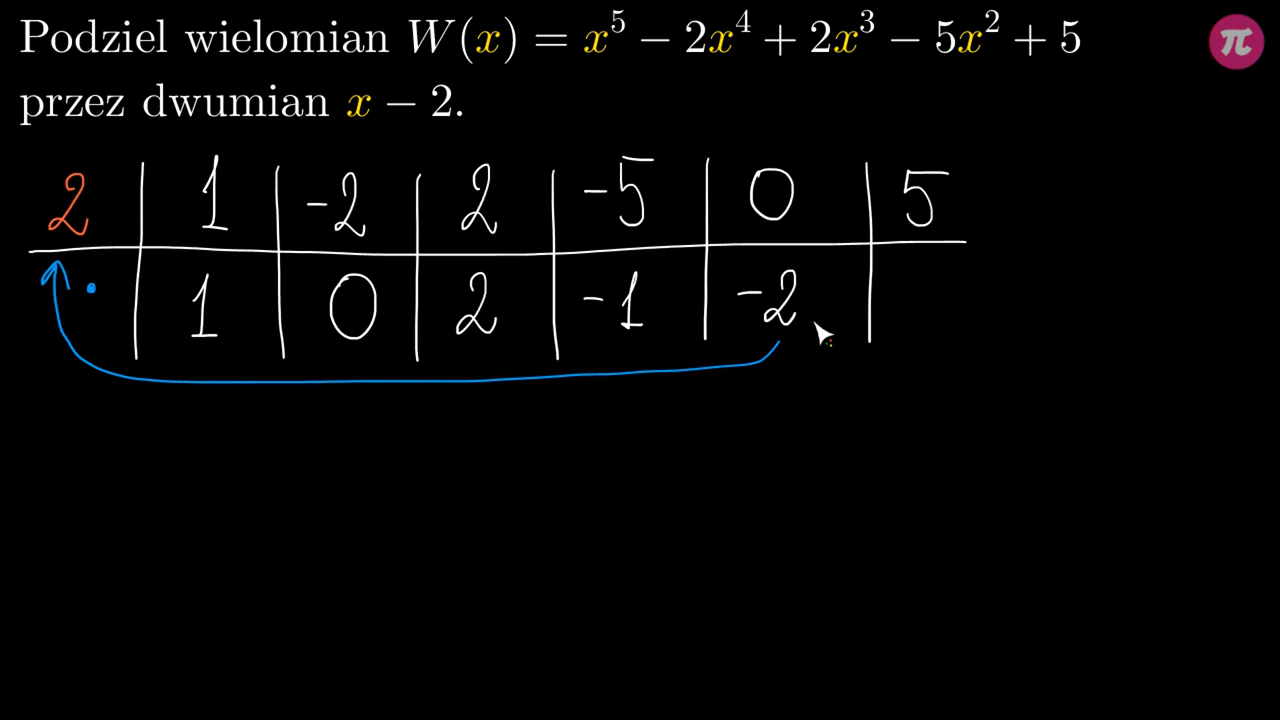 Podziel wielomian W(x) = x⁵ − 2x⁴ + 2x³ − 5x² + 5
przez dwumian x − 2.
2 | 1 | -2 | 2 | -5 | 0 | 5
· | 1 | 0 | 2 | -1 | -2 |
π